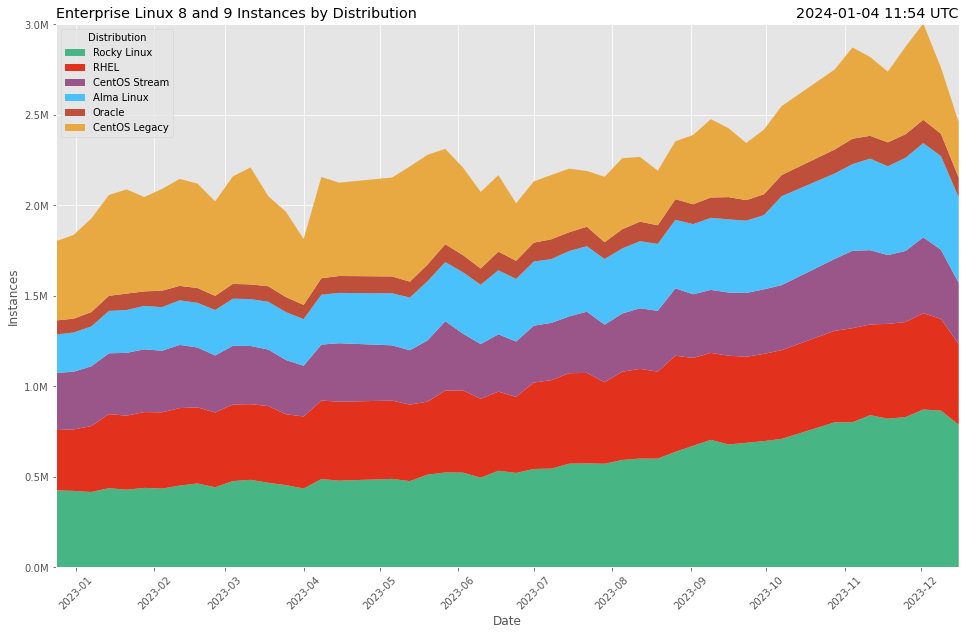 Enterprise Linux 8 and 9 Instances by Distribution
2024-01-04 11:54 UTC
3.0M
2.5M
2.0M
1.5M
1.0M
0.5M
0.0M
Instances
Distribution
Rocky Linux
RHEL
CentOS Stream
Alma Linux
Oracle
CentOS Legacy
2023-01
2023-02
2023-03
2023-04
2023-05
2023-06
2023-07
2023-08
2023-09
2023-10
2023-11
2023-12
Date